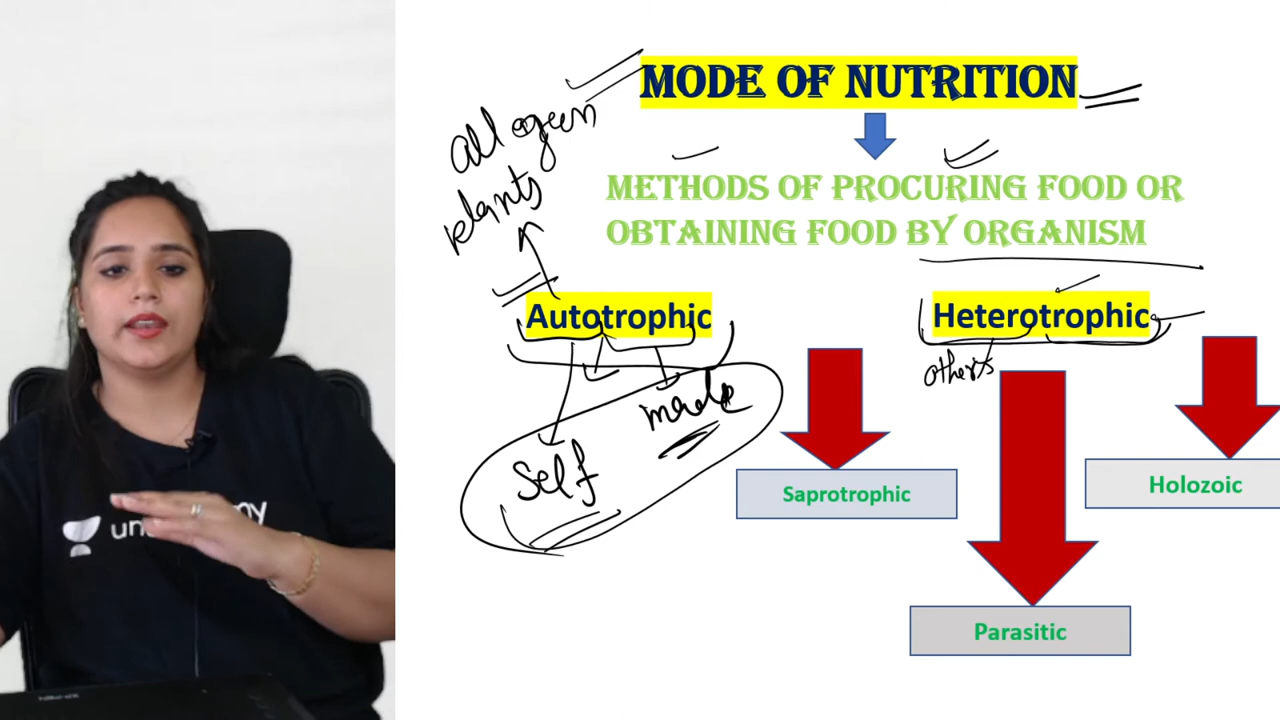 MODE OF NUTRITION
all green
plants
METHODS OF PROCURING FOOD OR
OBTAINING FOOD BY ORGANISM
Autotrophic
Heterotrophic
others
made
Self
Saprotrophic
Holozoic
Parasitic